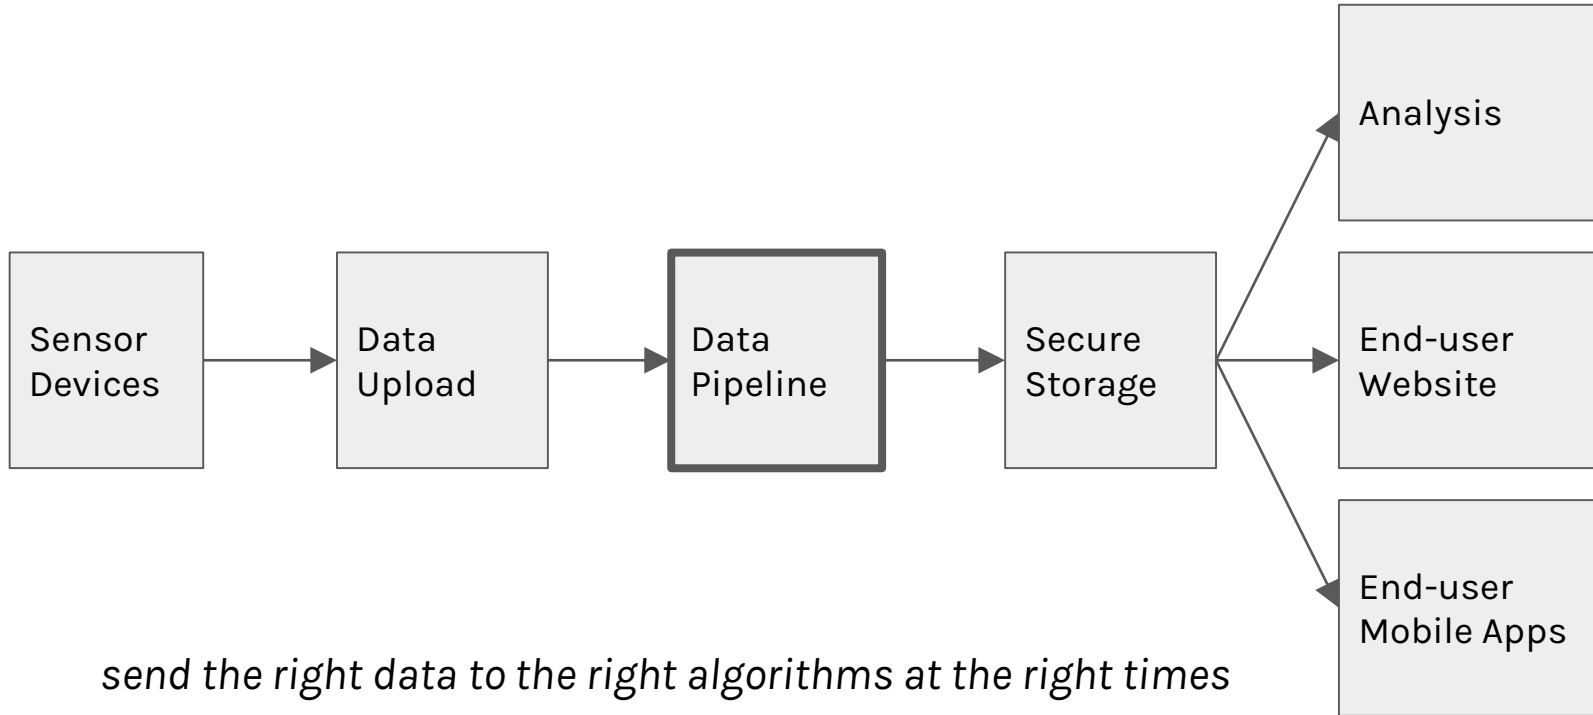 Sensor
Devices
Data
Upload
Data
Pipeline
Secure
Storage
Analysis
End-user
Website
End-user
Mobile Apps
send the right data to the right algorithms at the right times